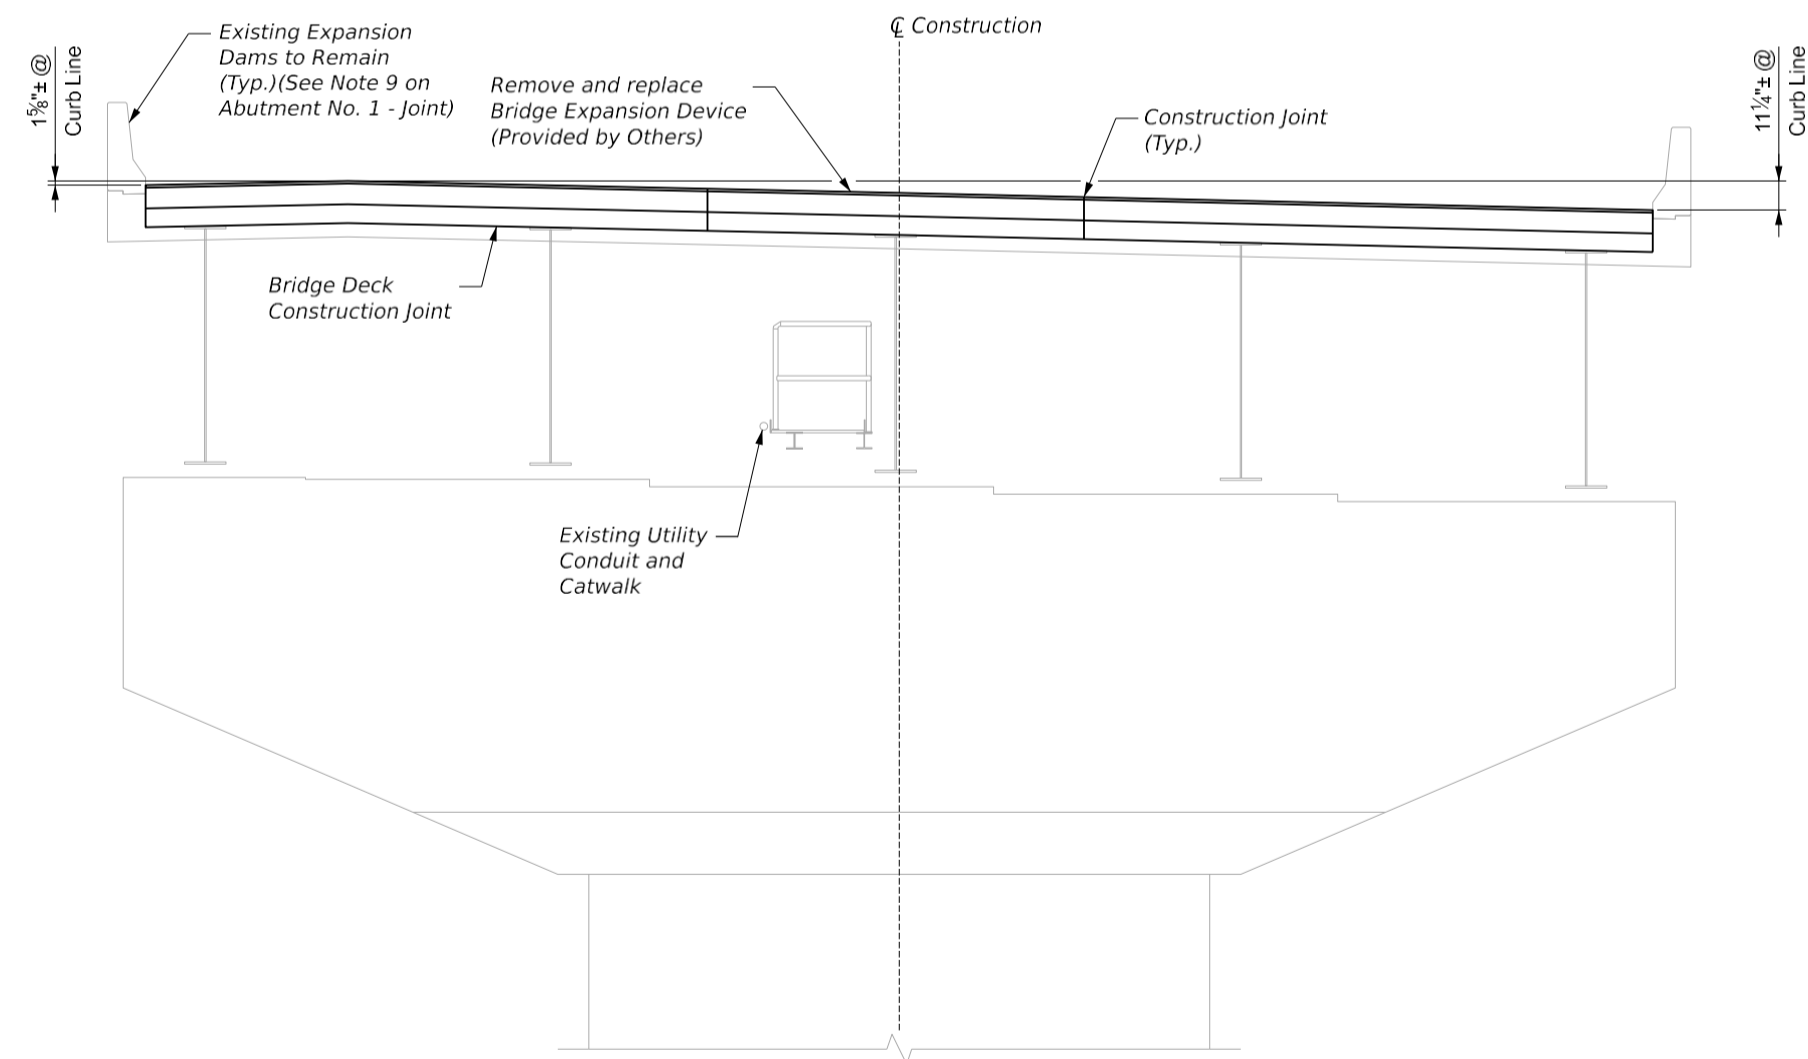 ℄ Construction
Existing Expansion
Dams to Remain
(Typ.)(See Note 9 on
Abutment No. 1 - Joint)
1⅝"± @
Curb Line
Remove and replace
Bridge Expansion Device
(Provided by Others)
Construction Joint
(Typ.)
11¼"± @
Curb Line
Bridge Deck
Construction Joint
Existing Utility
Conduit and
Catwalk